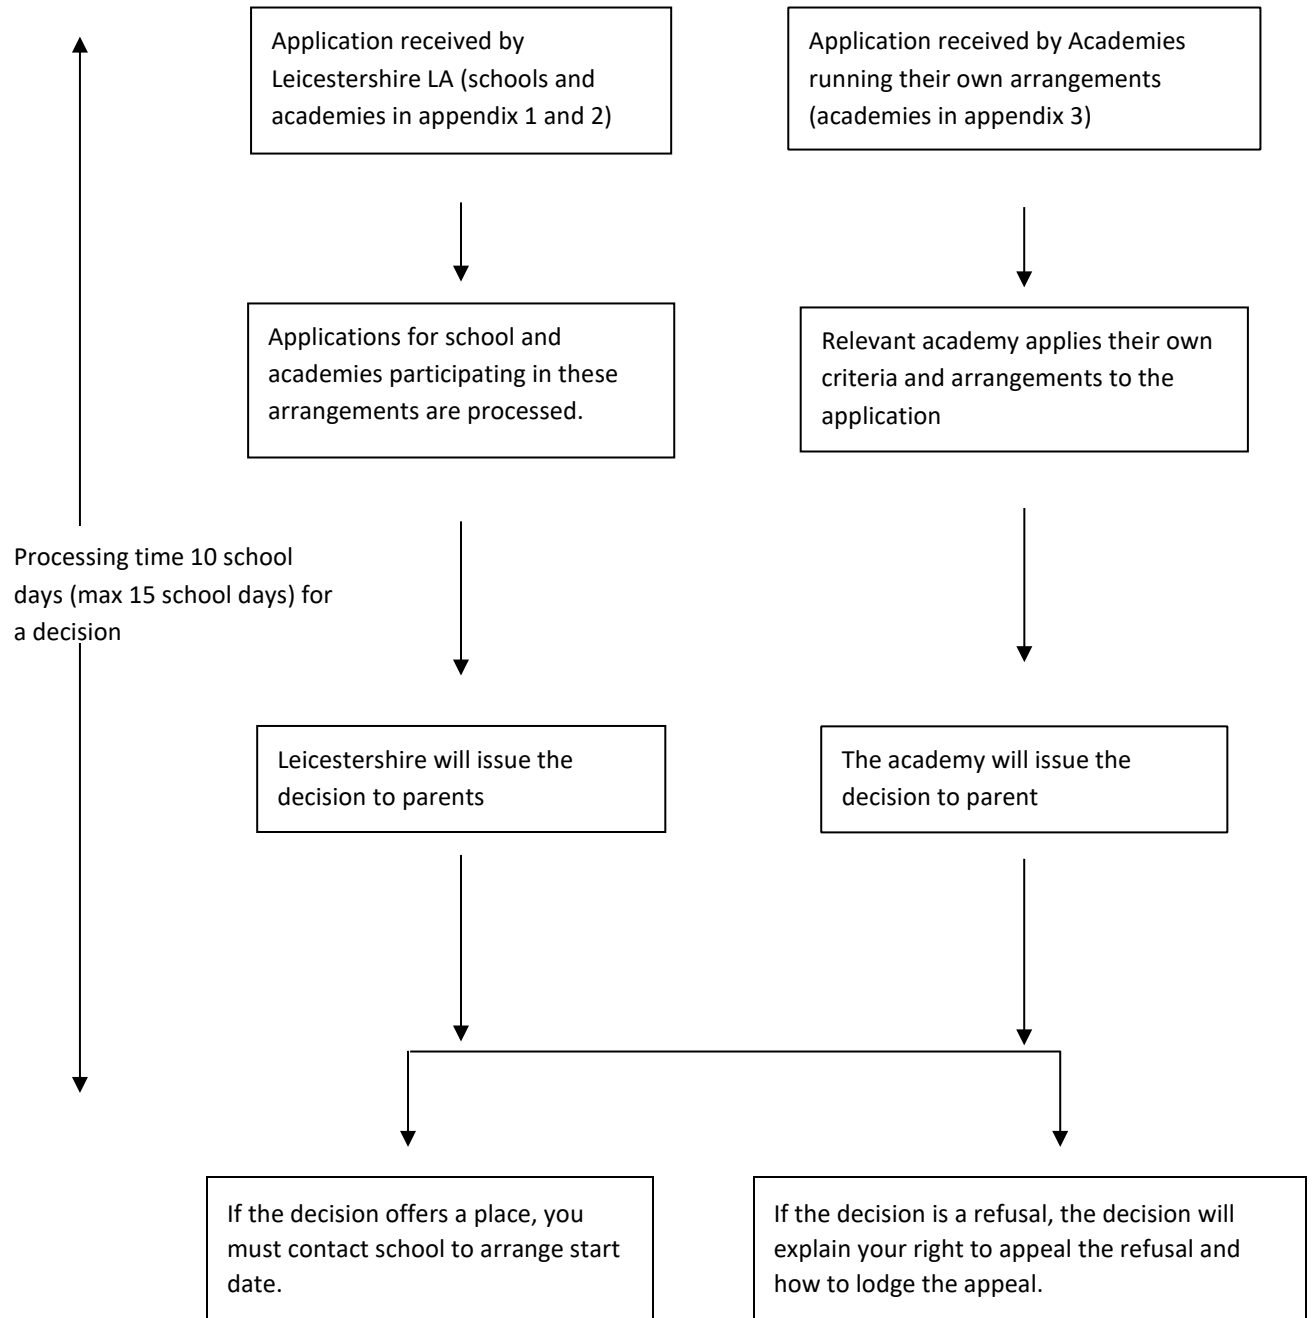 Application received by
Leicestershire LA (schools and
academies in appendix 1 and 2)
Application received by Academies
running their own arrangements
(academies in appendix 3)
Applications for school and
academies participating in these
arrangements are processed.
Relevant academy applies their own
criteria and arrangements to the
application
Processing time 10 school
days (max 15 school days) for
a decision
Leicestershire will issue the
decision to parents
The academy will issue the
decision to parent
If the decision offers a place, you
must contact school to arrange start
date.
If the decision is a refusal, the decision will
explain your right to appeal the refusal and
how to lodge the appeal.